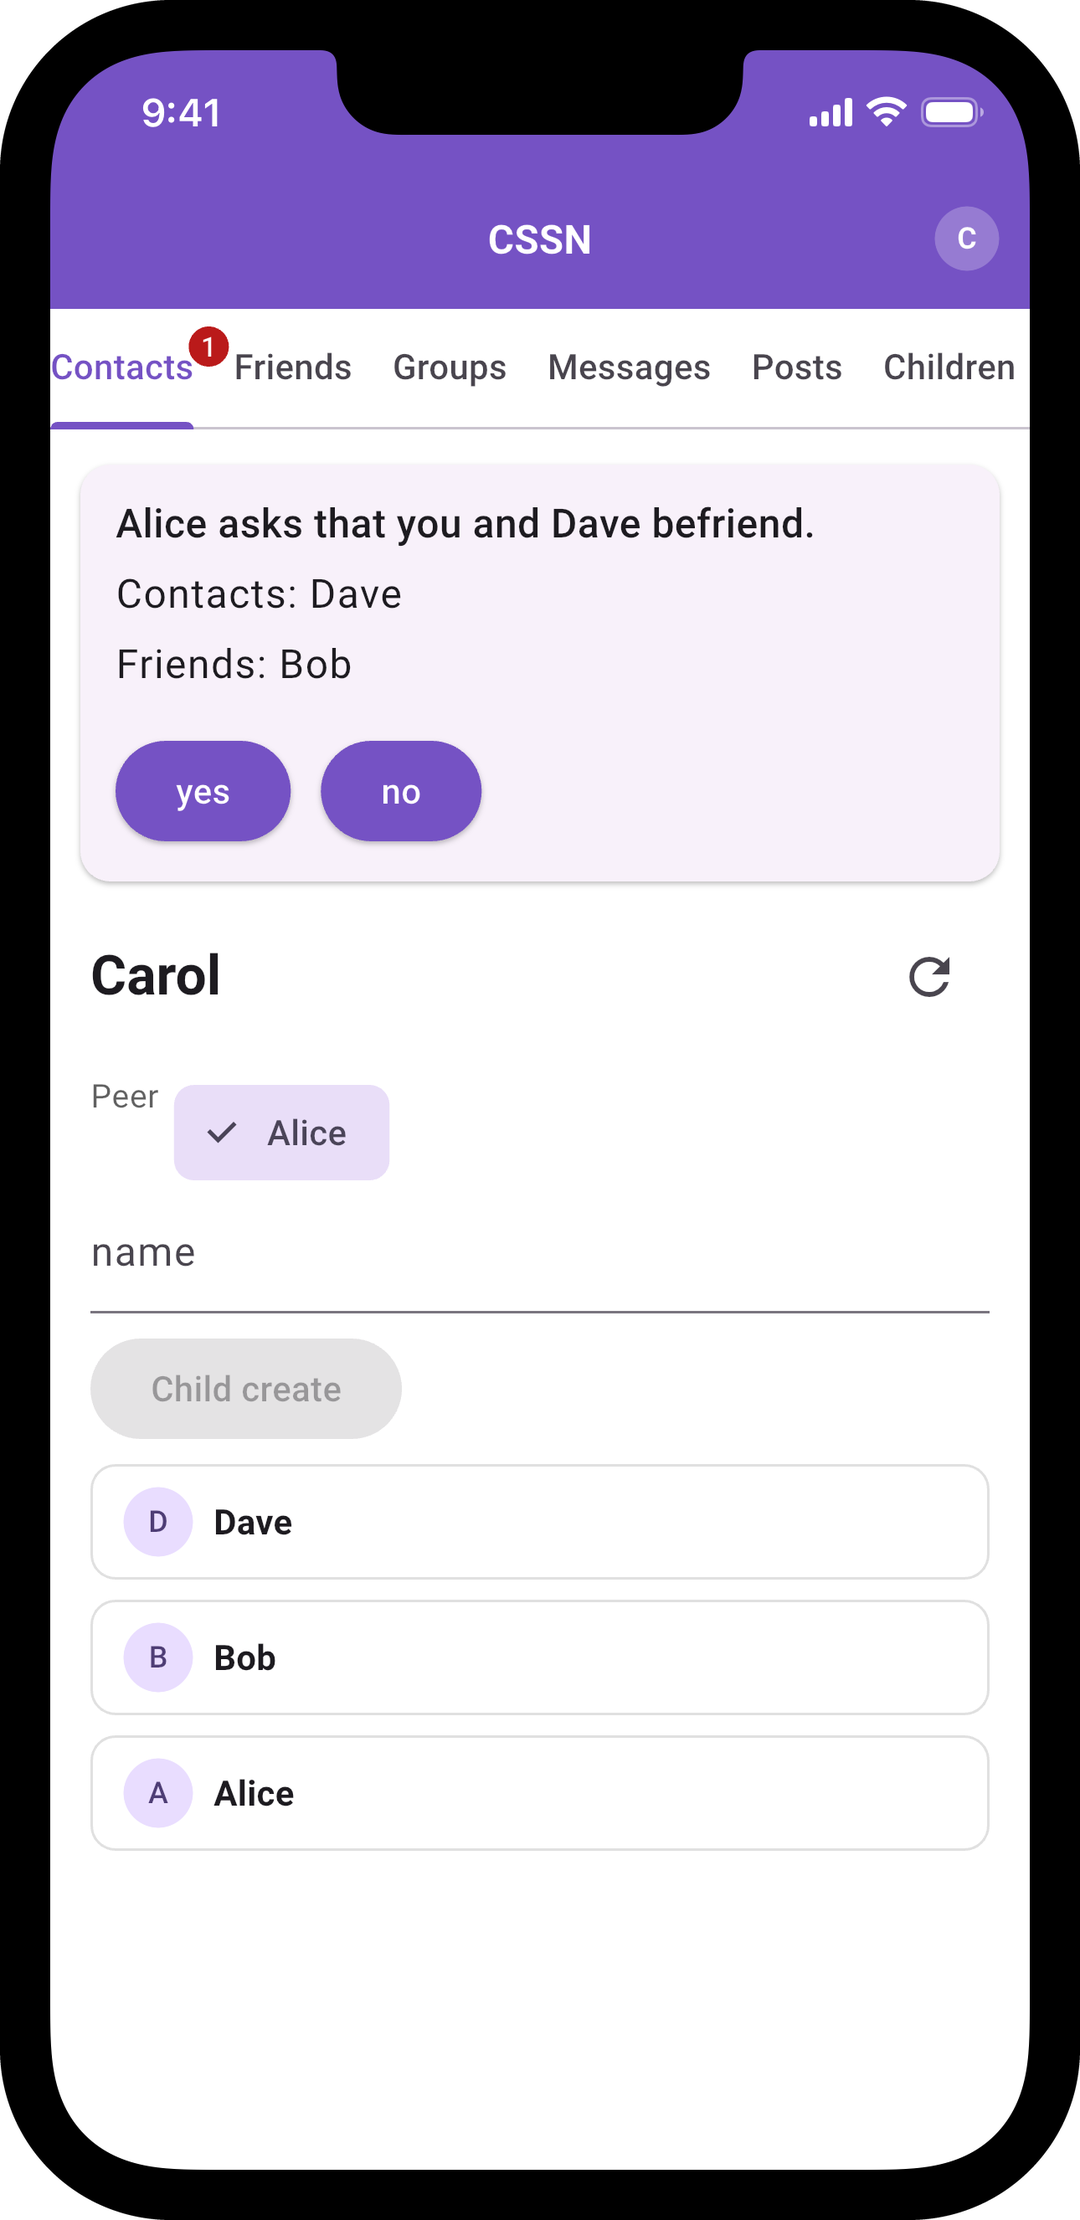 9:41
CSSN
C
Contacts 1 Friends Groups Messages Posts Children
Alice asks that you and Dave befriend.
Contacts: Dave
Friends: Bob
yes no
Carol
Peer Alice
name
Child create
D Dave
B Bob
A Alice